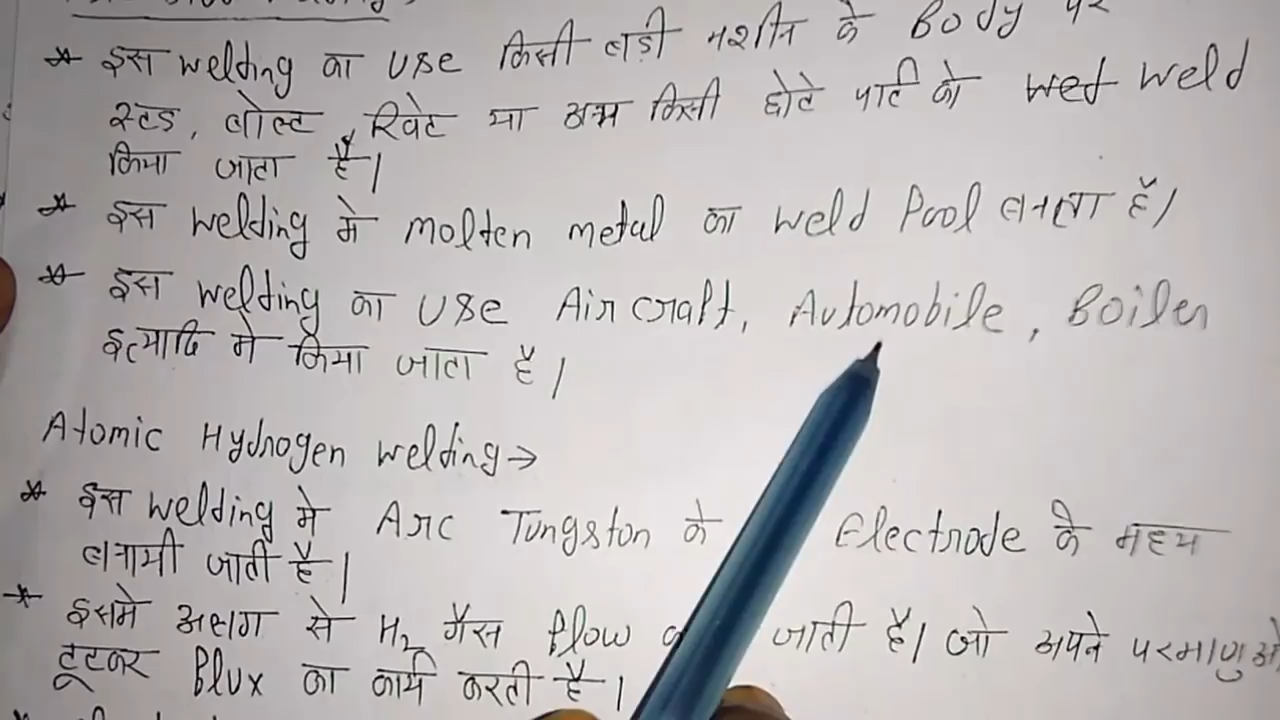 * इस welding का use किसी बड़ी मशीन के Body पर
स्टड, बोल्ट, रिवेट या अन्य किसी छोटे पार्ट को wet weld
किया जाता है।
* इस welding मे molten metal का weld Pool बनता है।
* इस welding का use Aircraft, Automobile, Boiler
इत्यादि मे किया जाता है।
Atomic Hydrogen welding →
* इस welding मे Arc Tungston के Electrode के मध्य
बनायी जाती है।
* इसमे अलग से H2 गैस flow जाती है। जो अपने परमाणुओ
टूटकर flux का कार्य करती है।